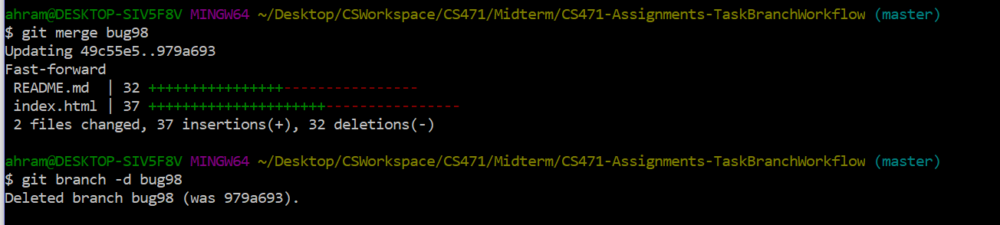 ahram@DESKTOP-SIV5F8V MINGW64 ~/Desktop/CSWorkspace/CS471/Midterm/CS471-Assignments-TaskBranchWorkflow (master)
$ git merge bug98
Updating 49c55e5..979a693
Fast-forward
 README.md  | 32 ++++++++++++++++----------------
 index.html | 37 +++++++++++++++++++++----------------
 2 files changed, 37 insertions(+), 32 deletions(-)

ahram@DESKTOP-SIV5F8V MINGW64 ~/Desktop/CSWorkspace/CS471/Midterm/CS471-Assignments-TaskBranchWorkflow (master)
$ git branch -d bug98
Deleted branch bug98 (was 979a693).